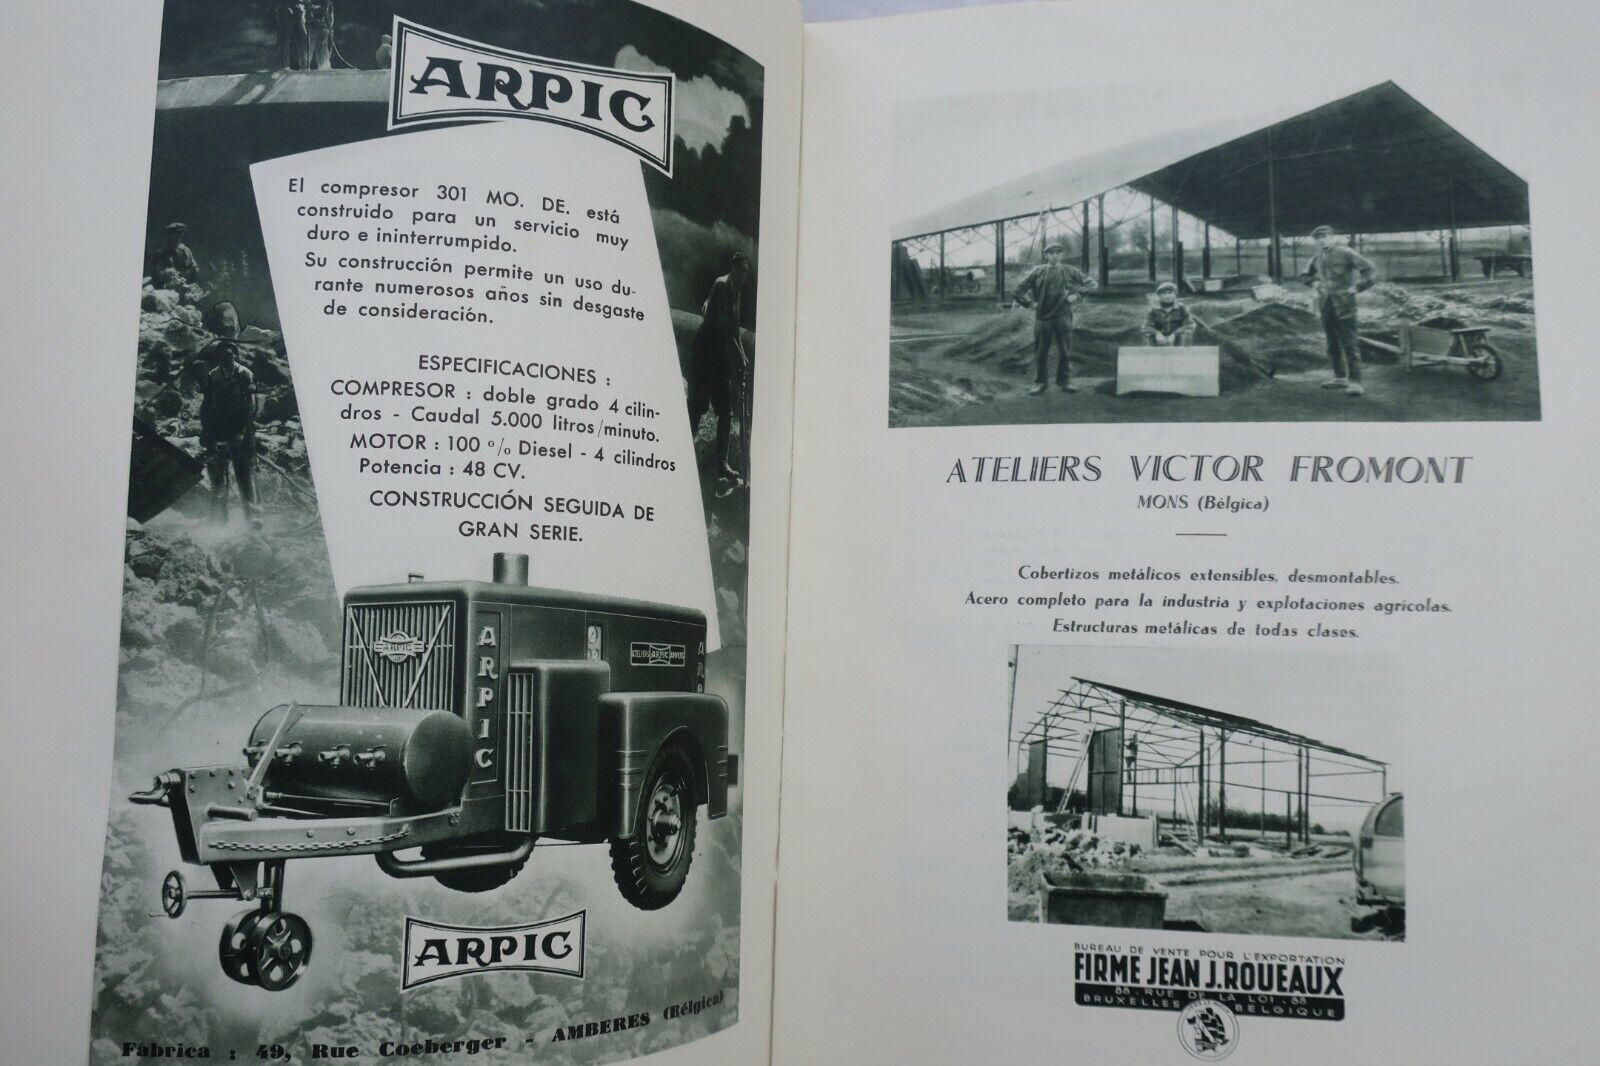 ARPIC
El compresor 301 MO. DE. está
construido para un servicio muy
duro e ininterrumpido.
Su construcción permite un uso du-
rante numerosos años sin desgaste
de consideración.
ESPECIFICACIONES :
COMPRESOR : doble grado 4 cilin-
dros - Caudal 5.000 litros/minuto.
MOTOR : 100 % Diesel - 4 cilindros
Potencia : 48 CV.
CONSTRUCCIÓN SEGUIDA DE
GRAN SERIE.
ARPIC
ATELIERS ARPIC ANVERS
ARPIC
Fábrica : 49, Rue Coeberger - AMBERES (Bélgica)
ATELIERS VICTOR FROMONT
MONS (Bélgica)
Cobertizos metálicos extensibles, desmontables.
Acero completo para la industria y explotaciones agrícolas.
Estructuras metálicas de todas clases.
BUREAU DE VENTE POUR L'EXPORTATION
FIRME JEAN J. ROUEAUX
88 . RUE DE LA LOI . 88
BRUXELLES BELGIQUE